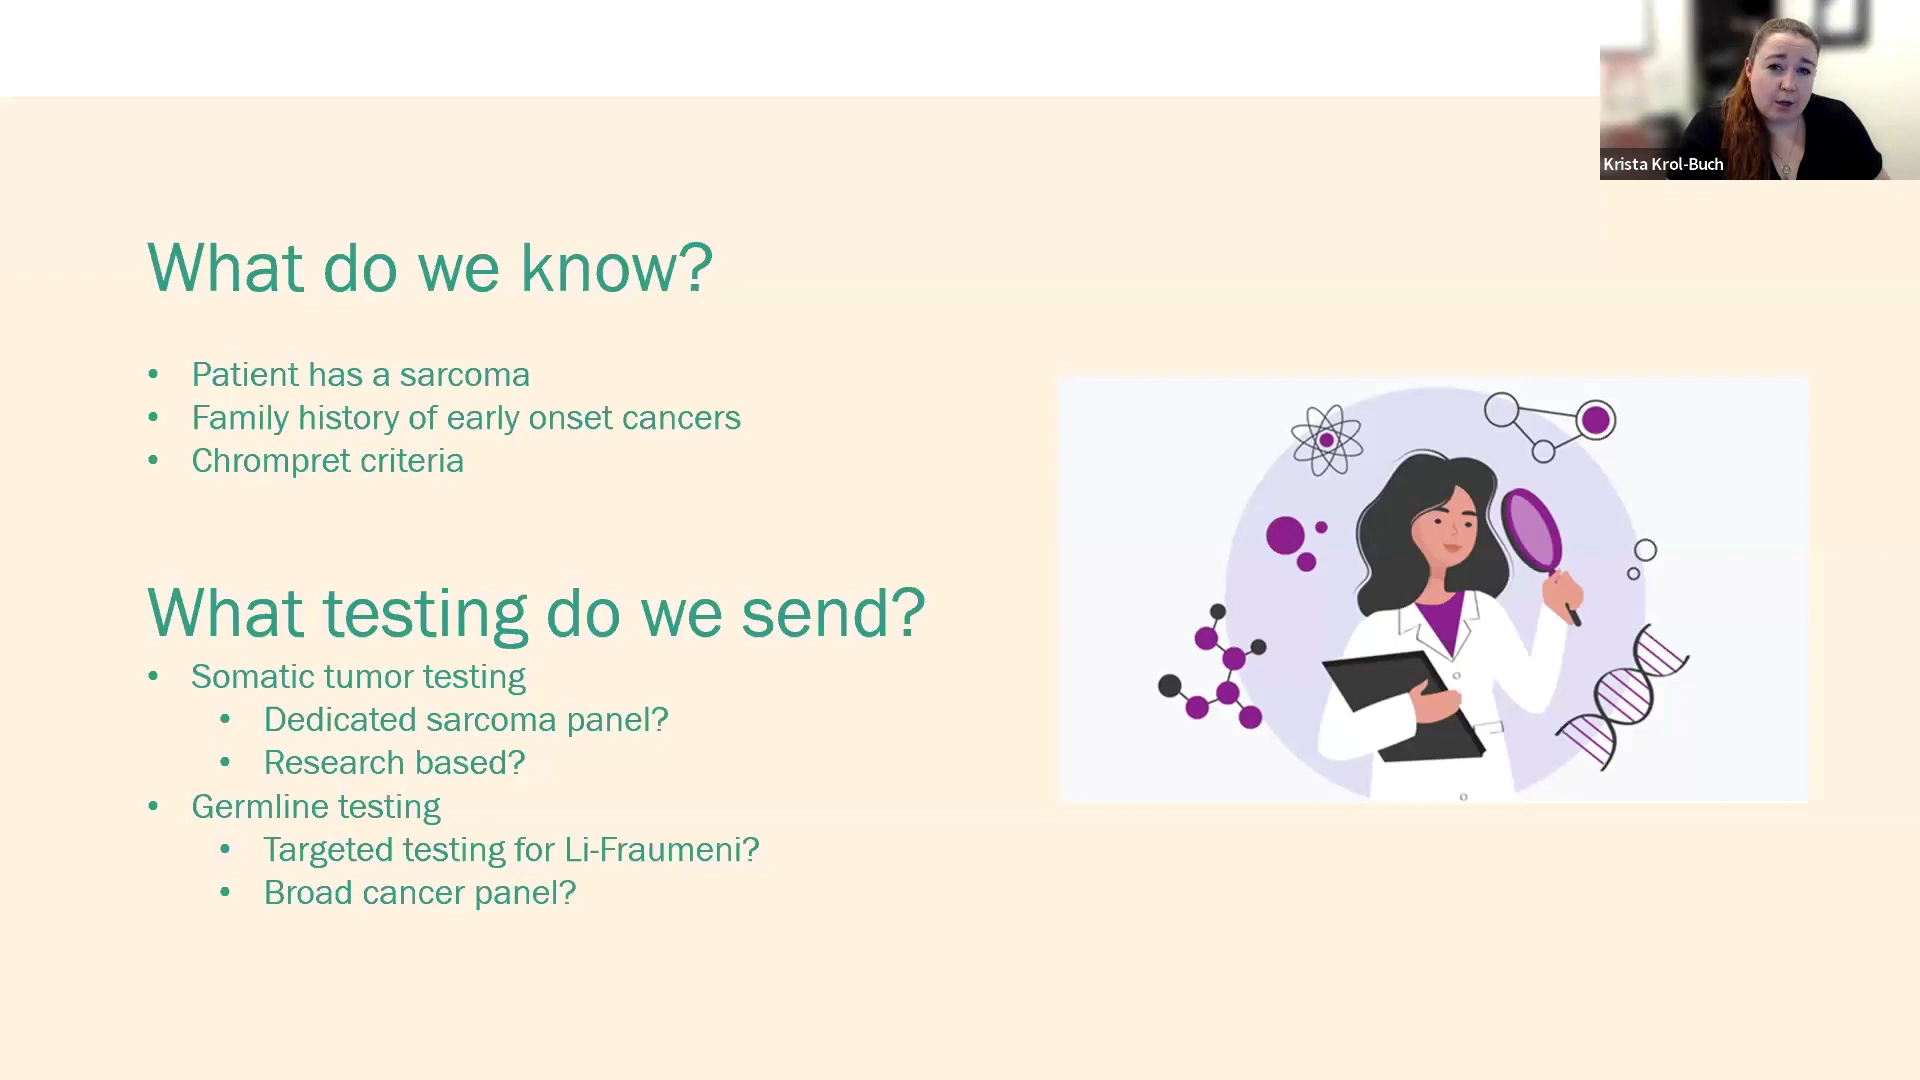 Krista Krol-Buch
What do we know?
• Patient has a sarcoma
• Family history of early onset cancers
• Chrompret criteria
What testing do we send?
• Somatic tumor testing
• Dedicated sarcoma panel?
• Research based?
• Germline testing
• Targeted testing for Li-Fraumeni?
• Broad cancer panel?